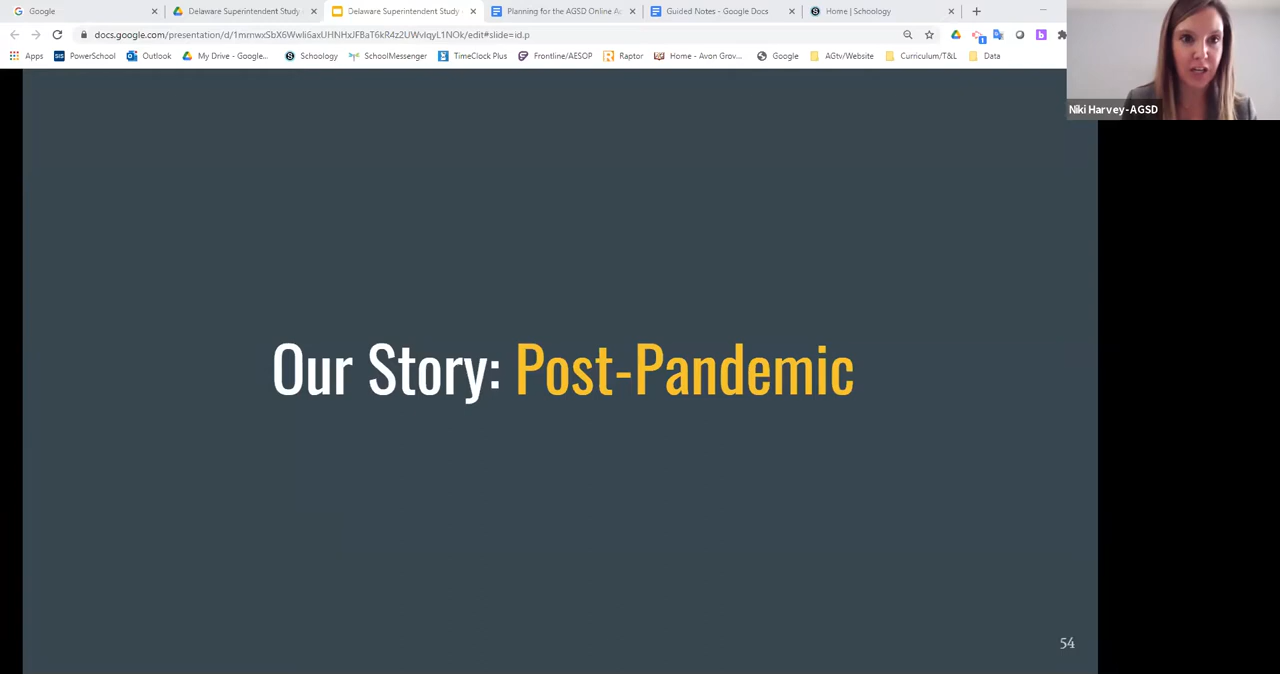 Google
Delaware Superintendent Study
Delaware Superintendent Study
Planning for the AGSD Online A
Guided Notes - Google Docs
Home | Schoology
docs.google.com/presentation/d/1mmwxSbX6Wwli6axUHNHxJFBaT6kR4z2UWvIqyL1NOk/edit#slide=id.p
Apps
SIS PowerSchool
Outlook
My Drive - Google...
Schoology
SchoolMessenger
TimeClock Plus
Frontline/AESOP
Raptor
Home - Avon Grov...
Google
AGtv/Website
Curriculum/T&L
Data
Niki Harvey-AGSD
Our Story: Post-Pandemic
54